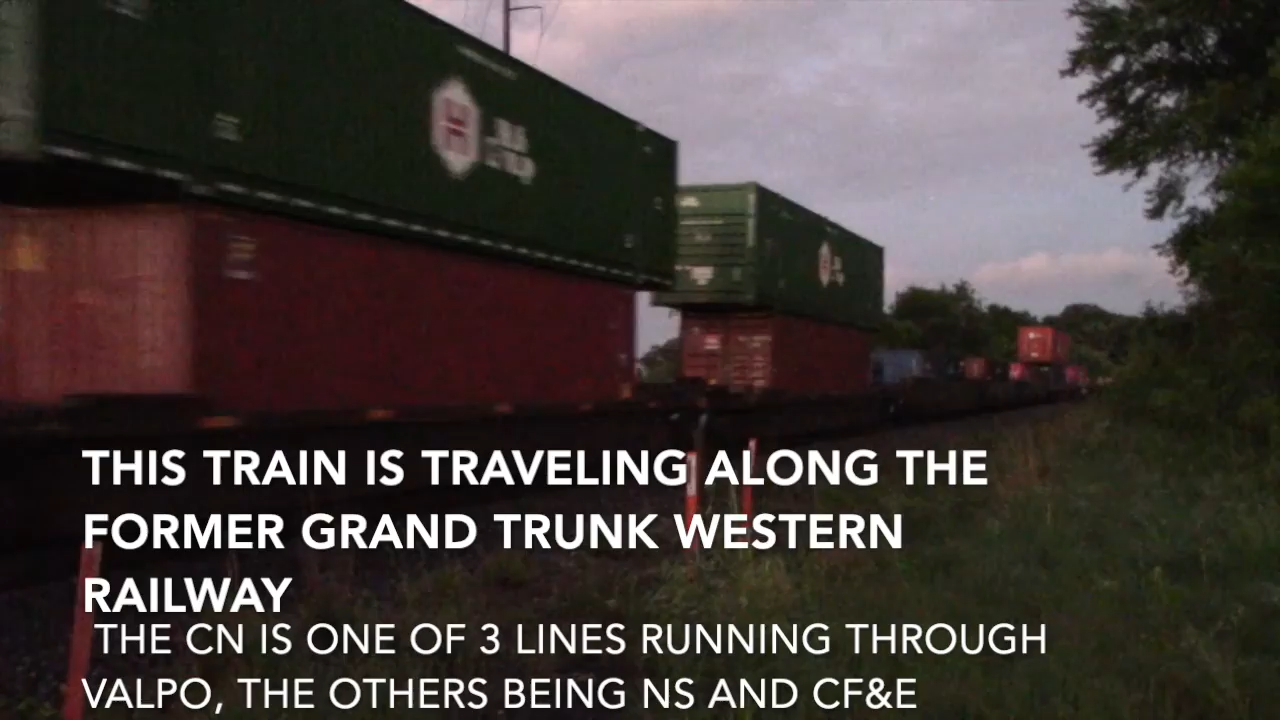 H
THIS TRAIN IS TRAVELING ALONG THE
FORMER GRAND TRUNK WESTERN
RAILWAY
THE CN IS ONE OF 3 LINES RUNNING THROUGH
VALPO, THE OTHERS BEING NS AND CF&E